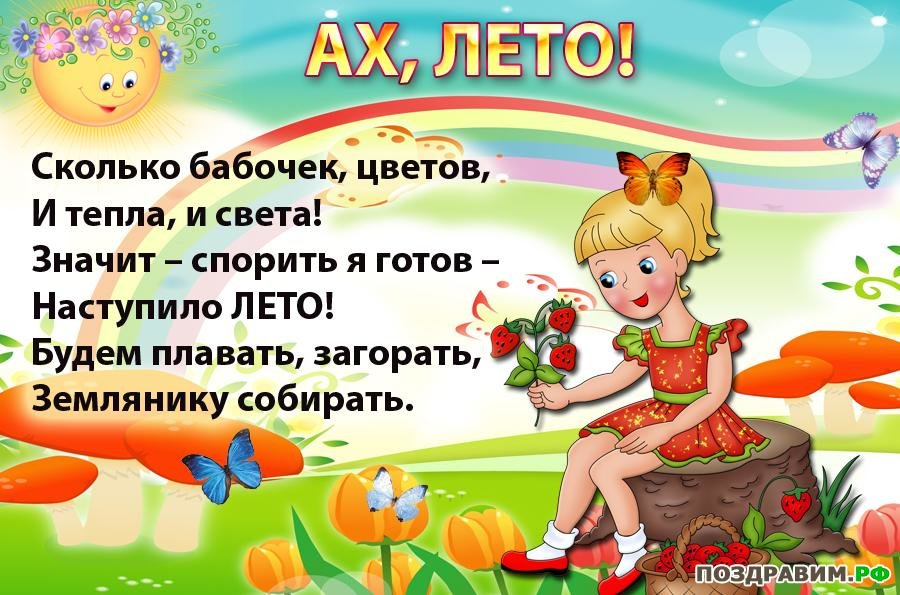 АХ, ЛЕТО!
Сколько бабочек, цветов,
И тепла, и света!
Значит – спорить я готов –
Наступило ЛЕТО!
Будем плавать, загорать,
Землянику собирать.
ПОЗДРАВИМ.РФ